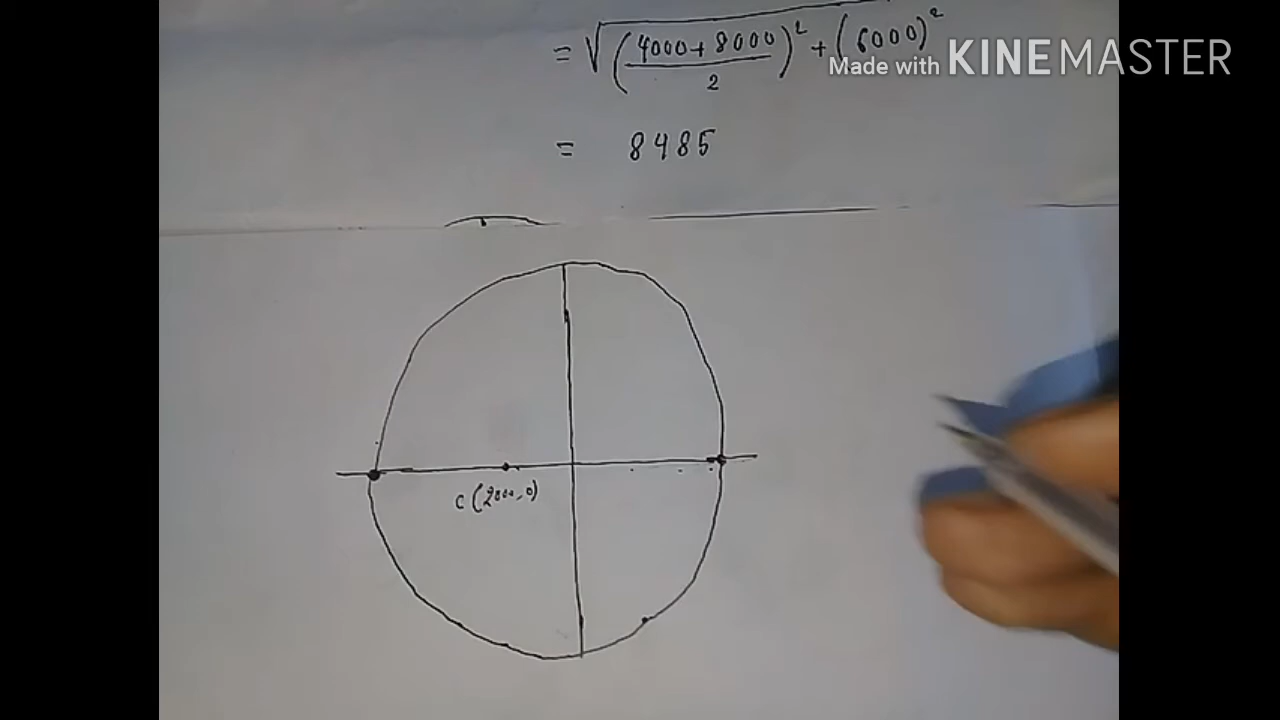 = √((4000+8000)/2)² + (6000)²
Made with KINEMASTER
= 8485
C (2000,0)